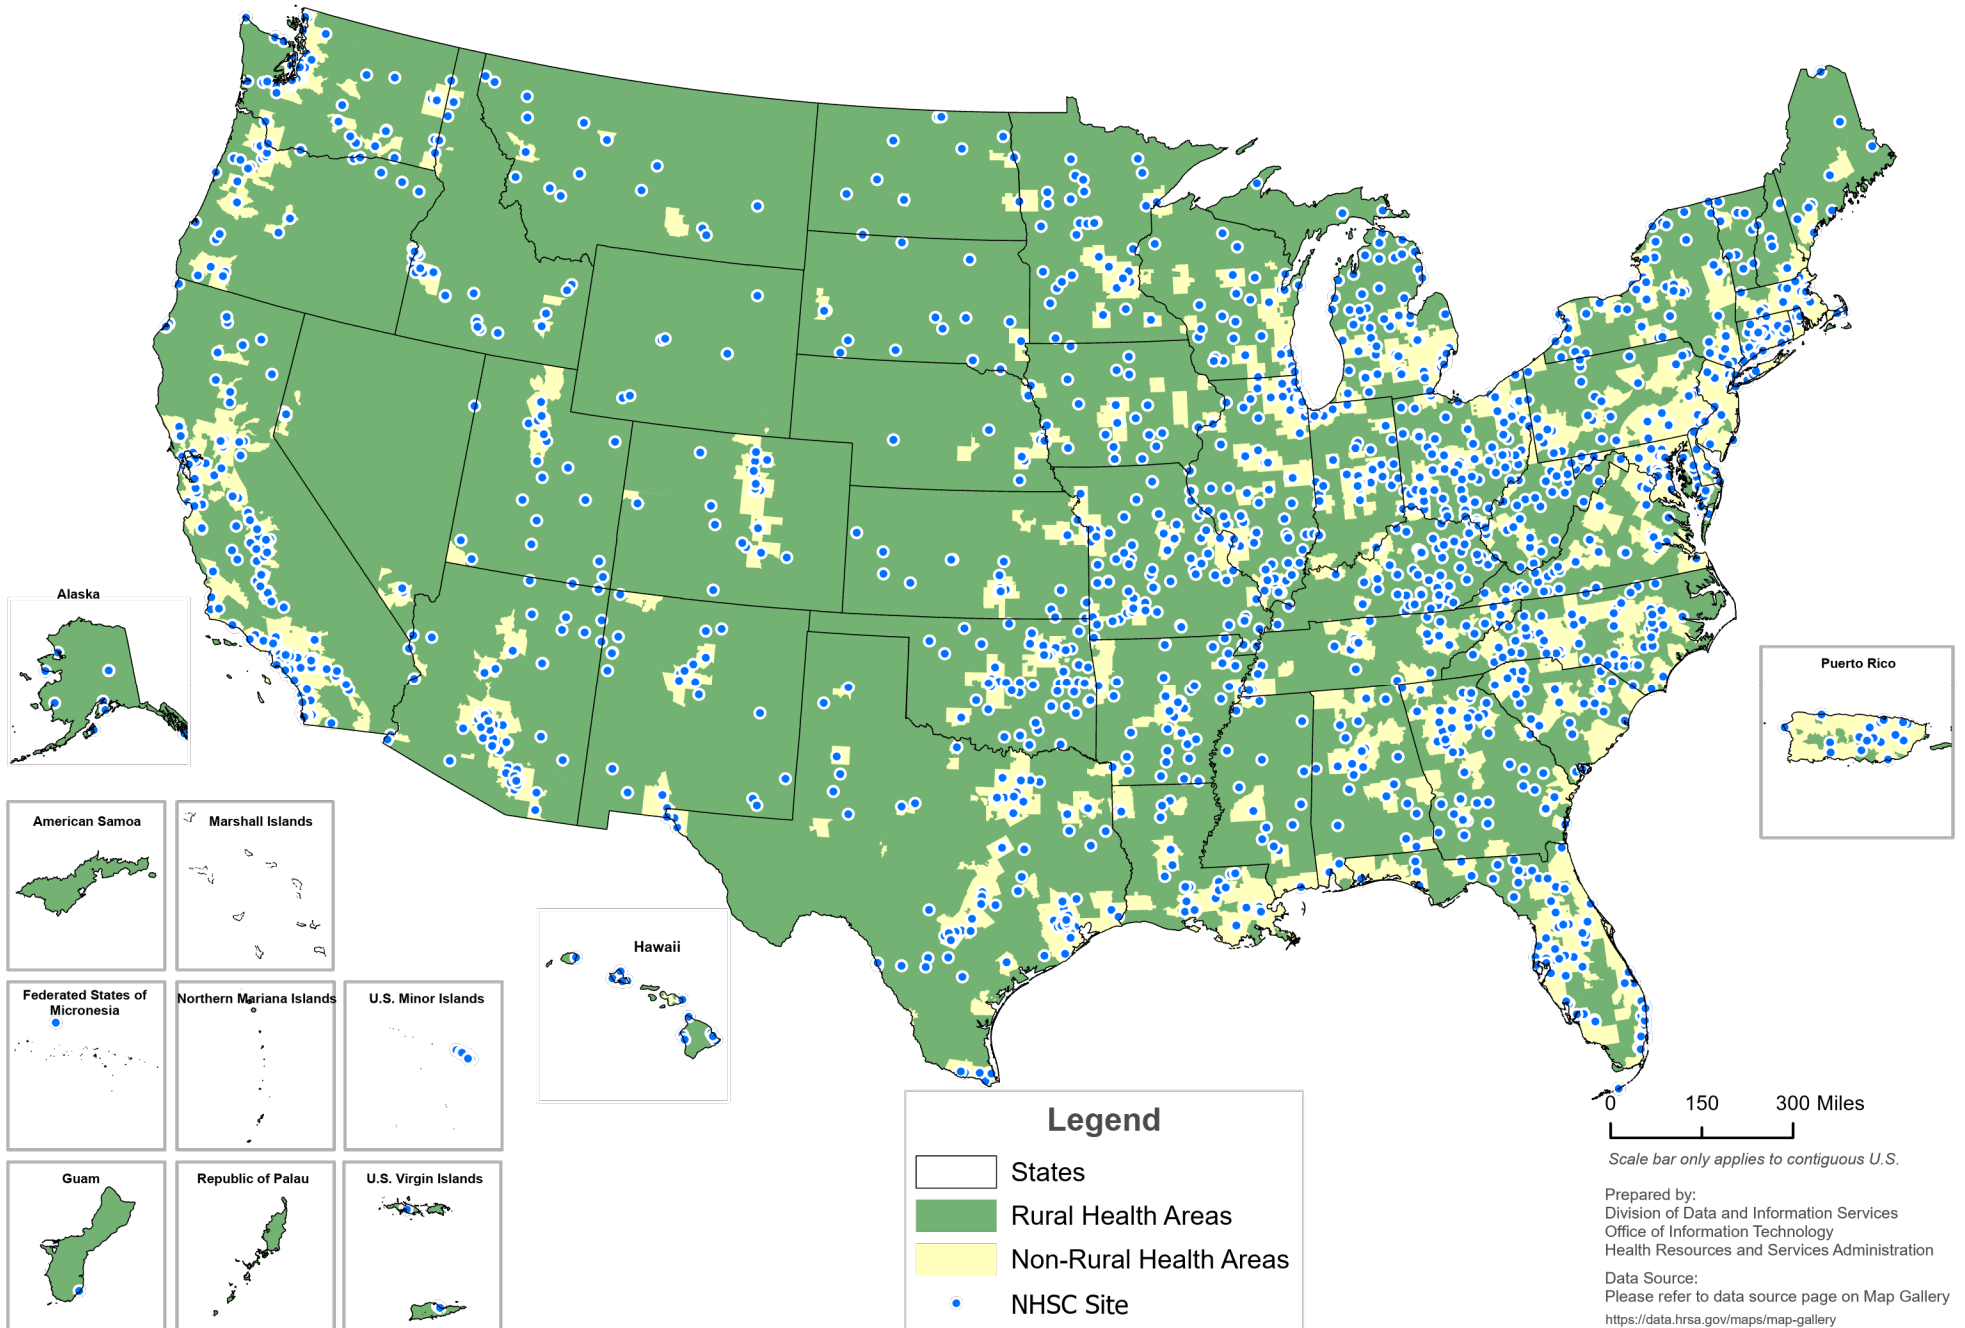 Alaska
Puerto Rico
American Samoa
Marshall Islands
Hawaii
Federated States of
Micronesia
Northern Mariana Islands
U.S. Minor Islands
Guam
Republic of Palau
U.S. Virgin Islands
Legend
States
Rural Health Areas
Non-Rural Health Areas
NHSC Site
0 150 300 Miles
Scale bar only applies to contiguous U.S.
Prepared by:
Division of Data and Information Services
Office of Information Technology
Health Resources and Services Administration
Data Source:
Please refer to data source page on Map Gallery
https://data.hrsa.gov/maps/map-gallery